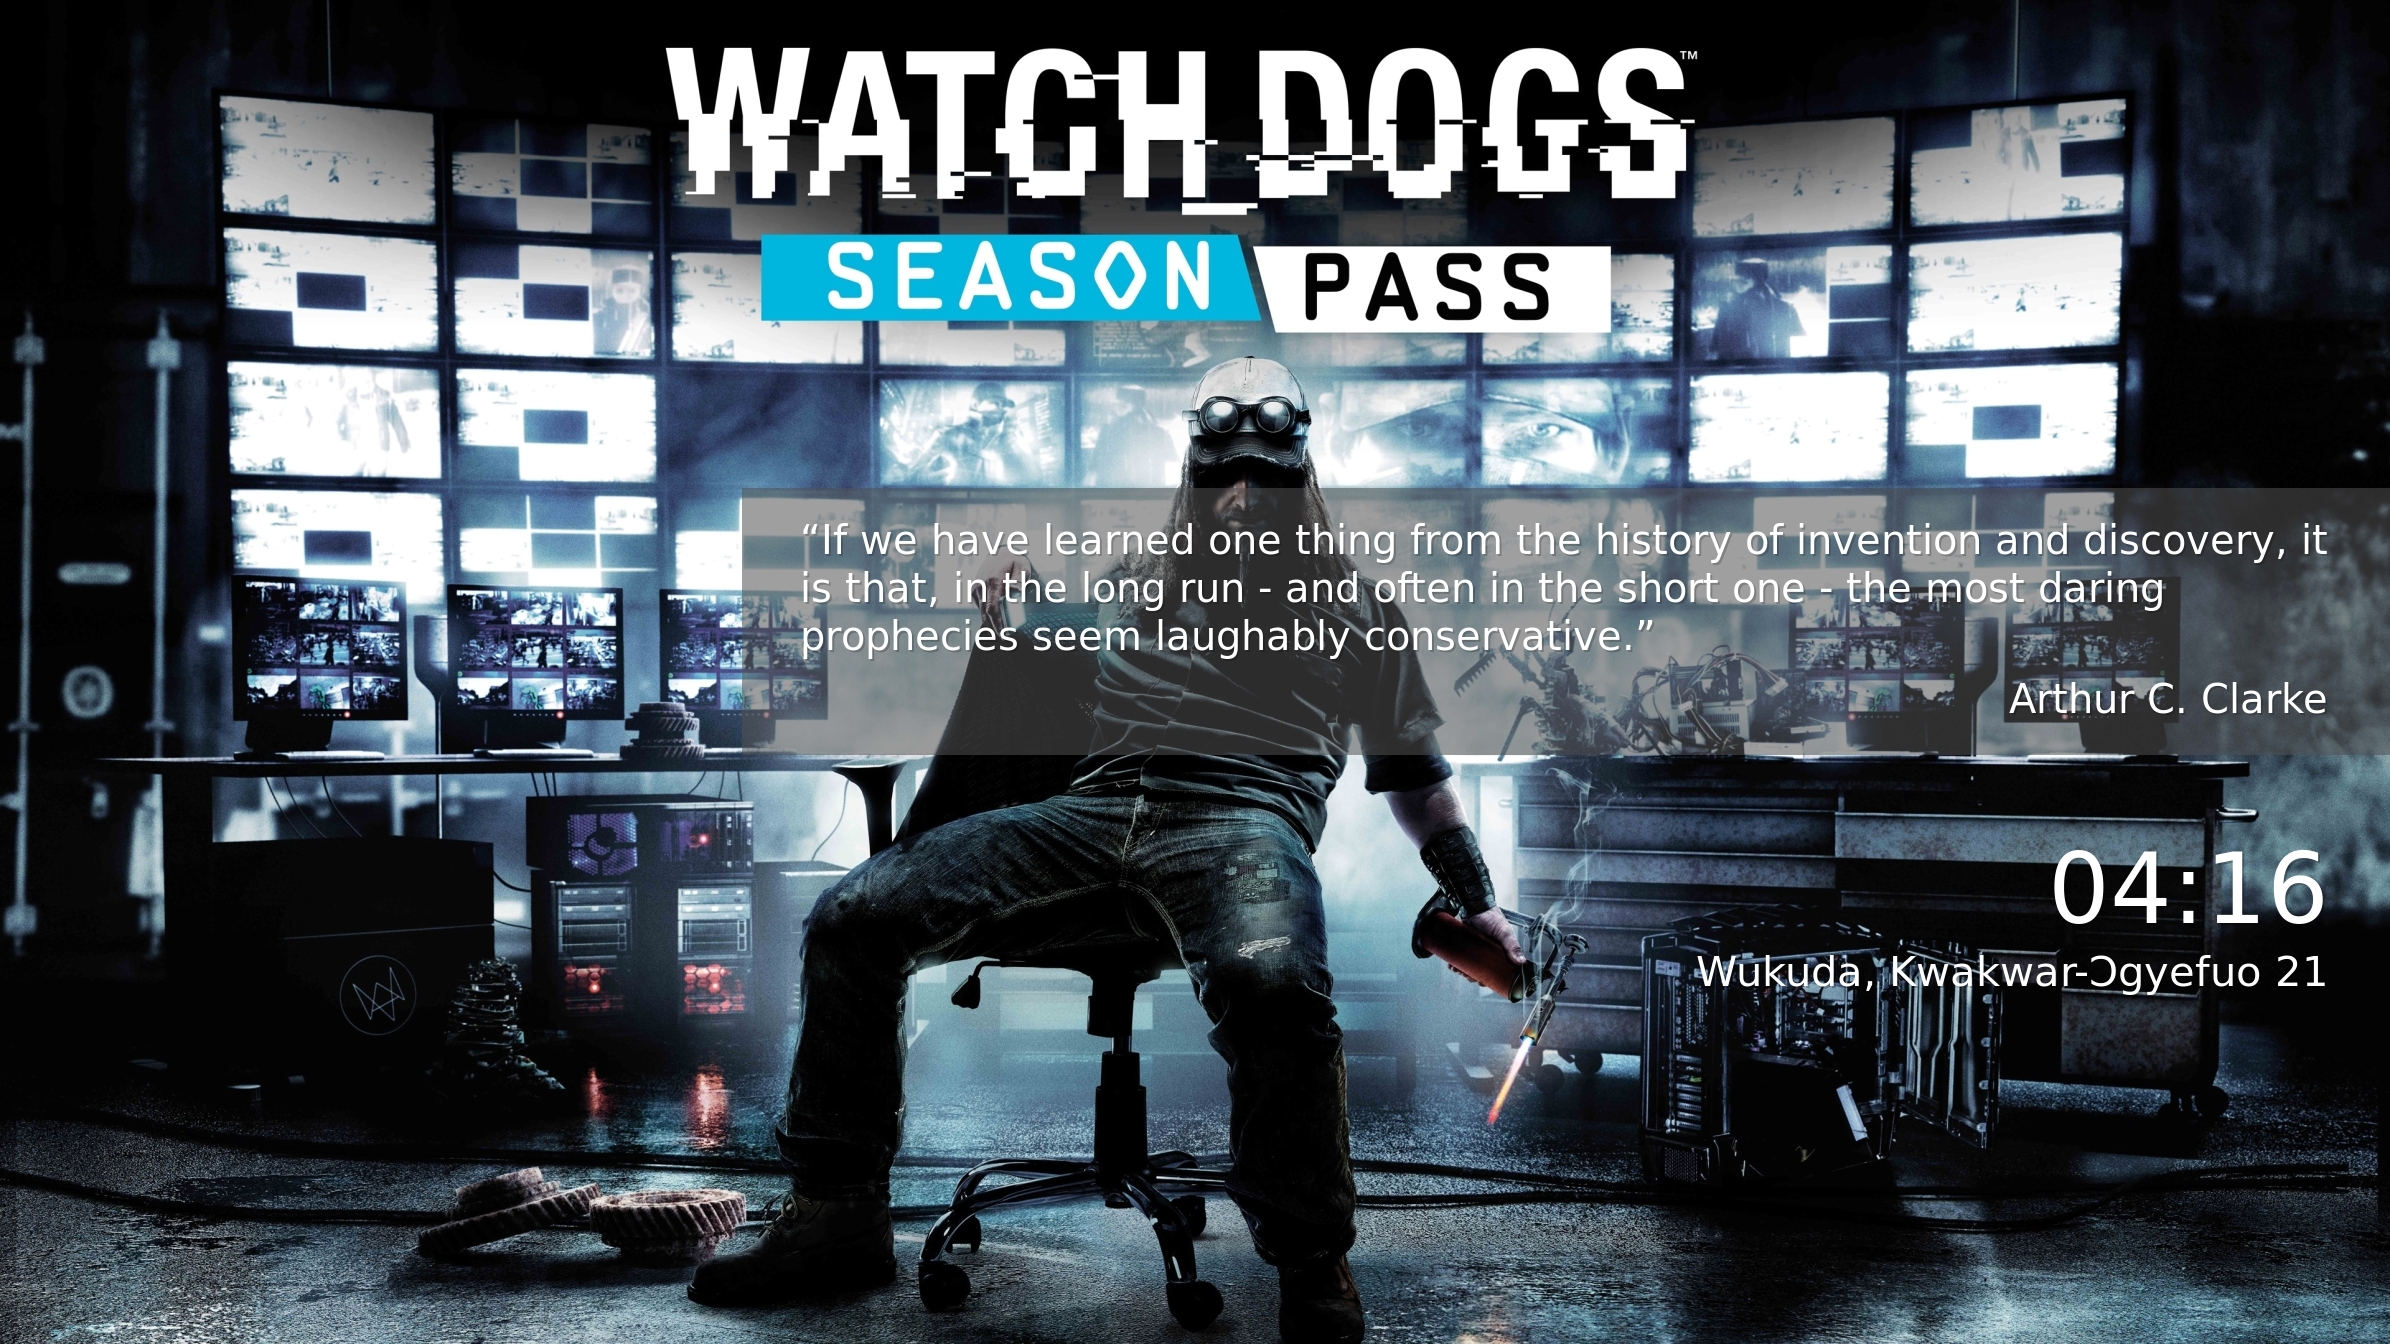 WATCH_DOGS™
SEASON PASS
“If we have learned one thing from the history of invention and discovery, it
is that, in the long run - and often in the short one - the most daring
prophecies seem laughably conservative.”
Arthur C. Clarke
04:16
Wukuda, Kwakwar-Ɔgyefuo 21